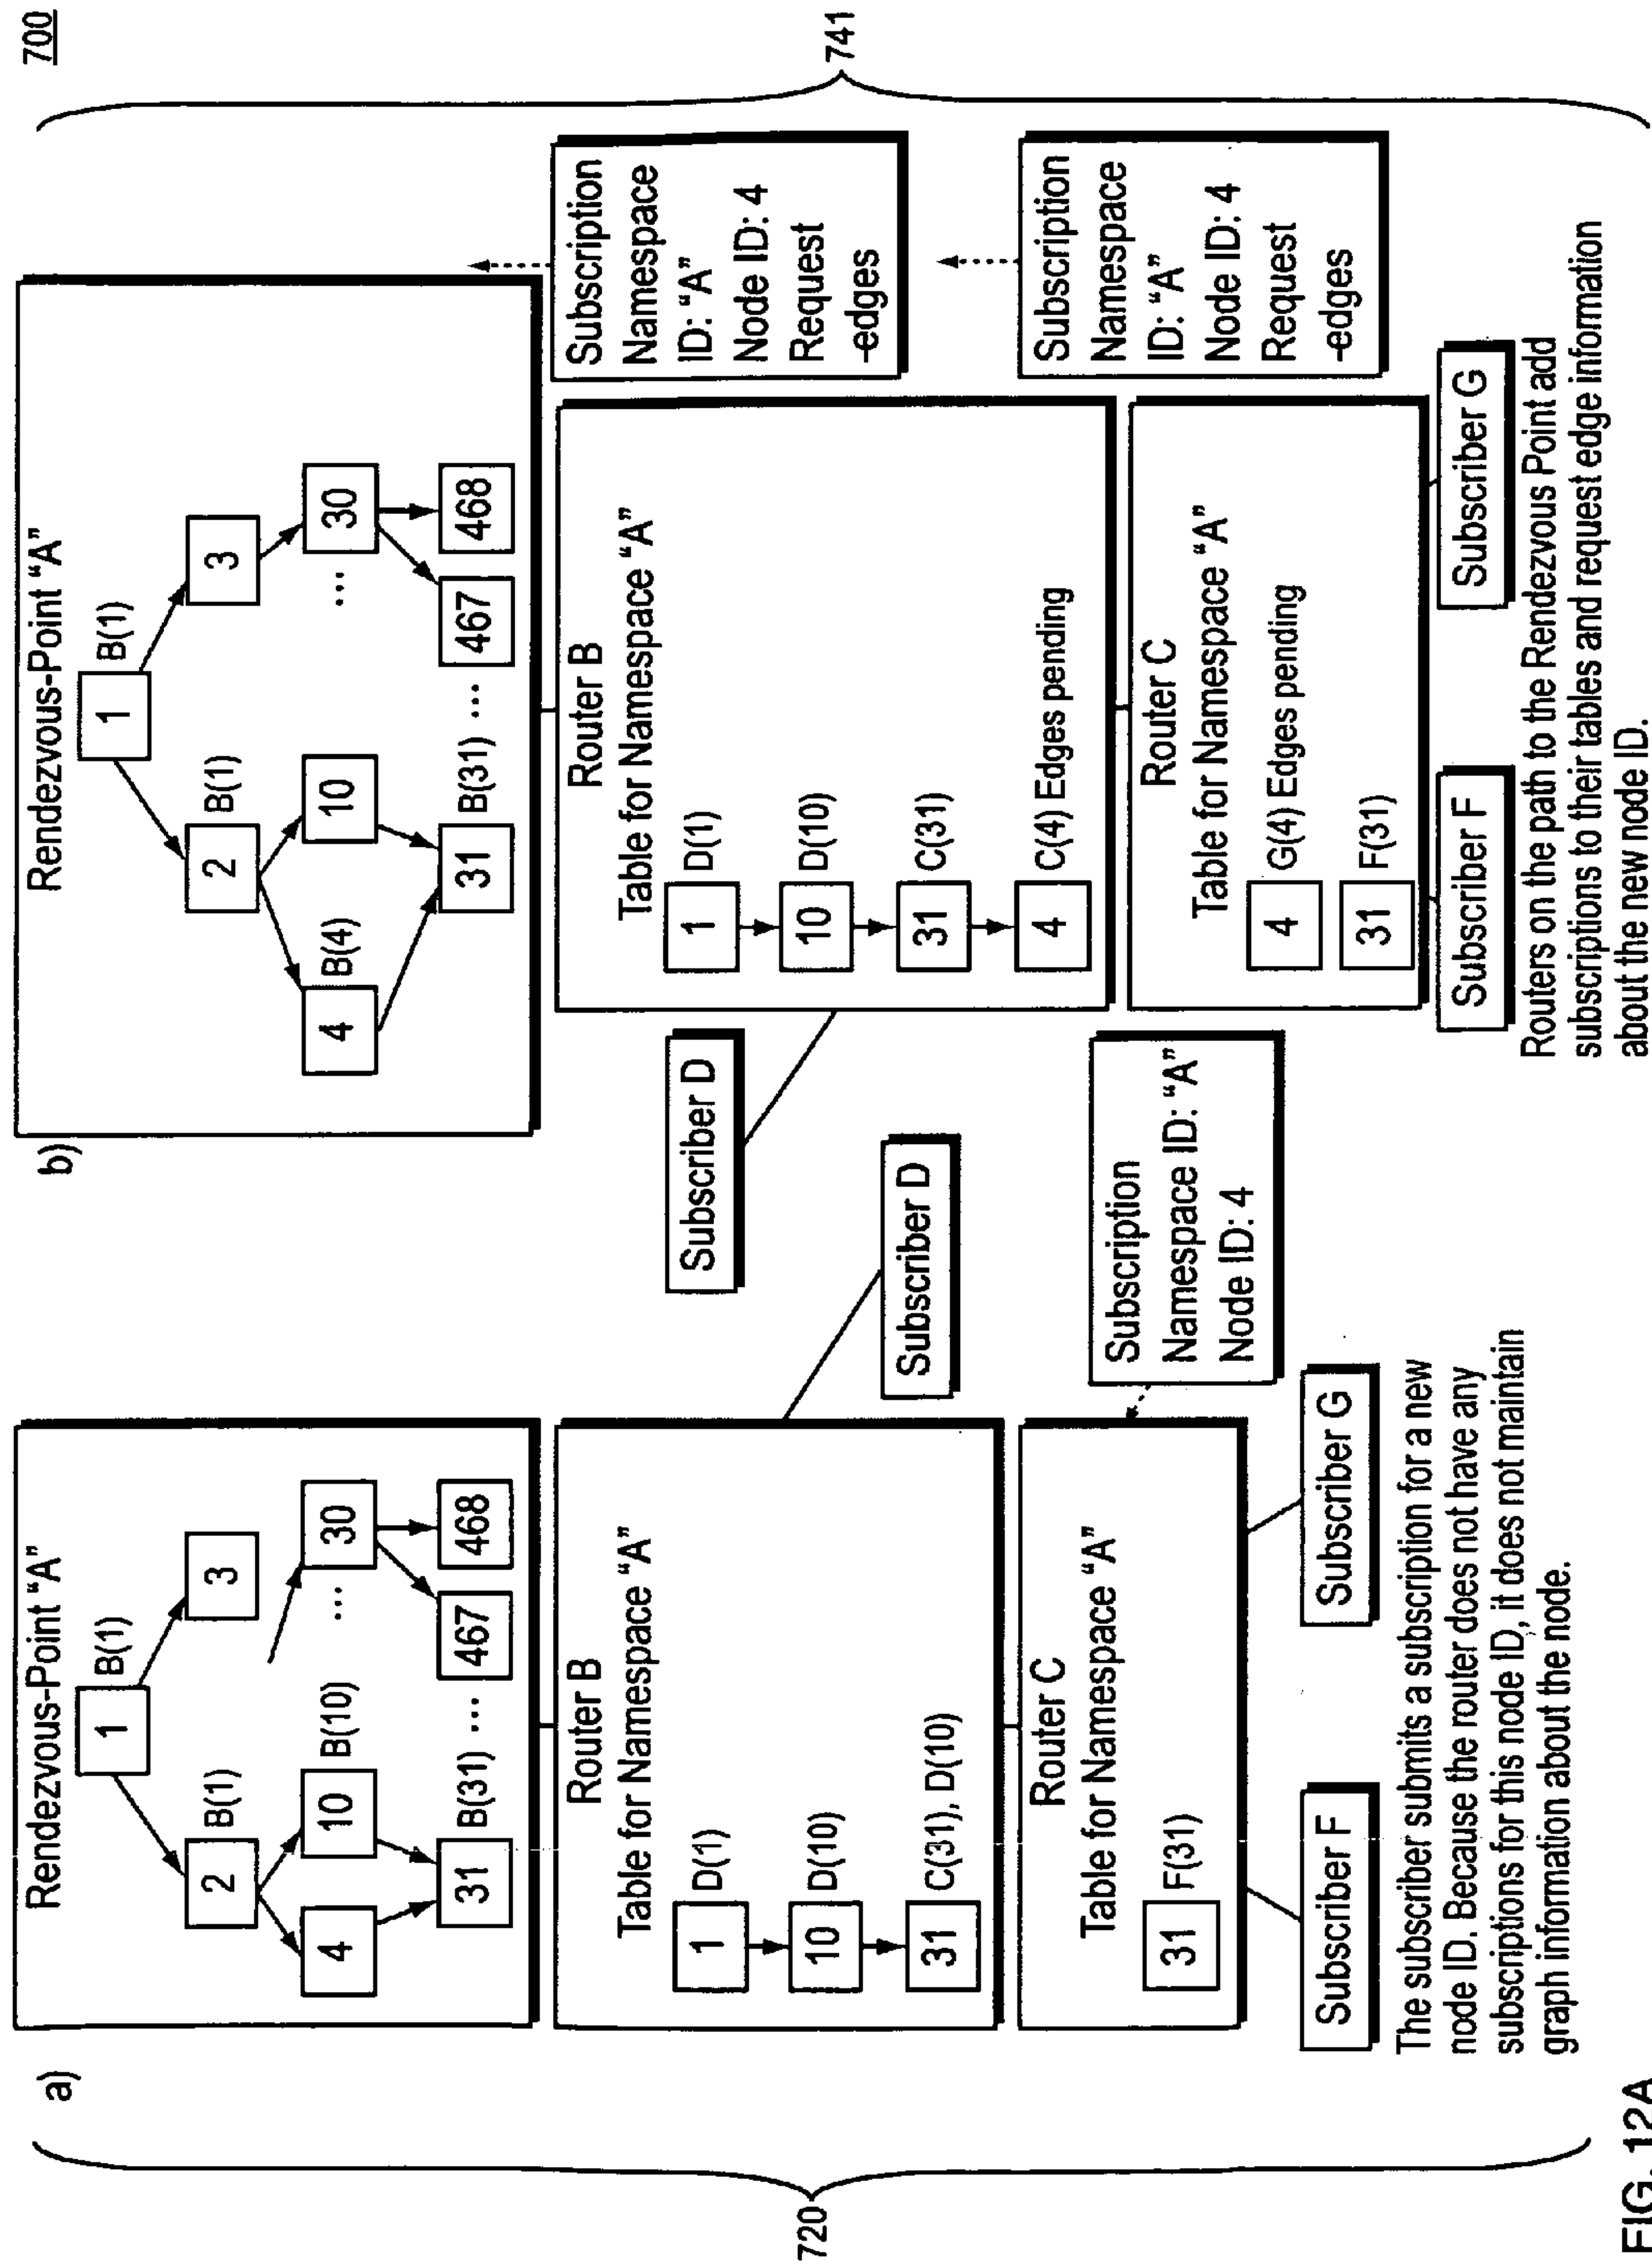 700
a)
Rendezvous-Point “A”
1
B(1)
2
B(1)
3
4
10
B(10)
...
30
31
B(31) ...
467
468
Router B
Table for Namespace “A”
1
D(1)
10
D(10)
31
C(31), D(10)
Subscriber D
Router C
Table for Namespace “A”
31
F(31)
Subscription
Namespace ID: “A”
Node ID: 4
Subscriber F
Subscriber G
The subscriber submits a subscription for a new
node ID. Because the router does not have any
subscriptions for this node ID, it does not maintain
graph information about the node.
720
b)
Rendezvous-Point “A”
1
B(1)
2
B(1)
3
4
B(4)
10
...
30
31
B(31) ...
467
468
Subscriber D
Router B
Table for Namespace “A”
1
D(1)
10
D(10)
31
C(31)
4
C(4) Edges pending
Subscription
Namespace
ID: “A”
Node ID: 4
Request
-edges
Router C
Table for Namespace “A”
4
G(4) Edges pending
31
F(31)
Subscription
Namespace
ID: “A”
Node ID: 4
Request
-edges
Subscriber F
Subscriber G
Routers on the path to the Rendezvous Point add
subscriptions to their tables and request edge information
about the new node ID.
741
FIG. 12A